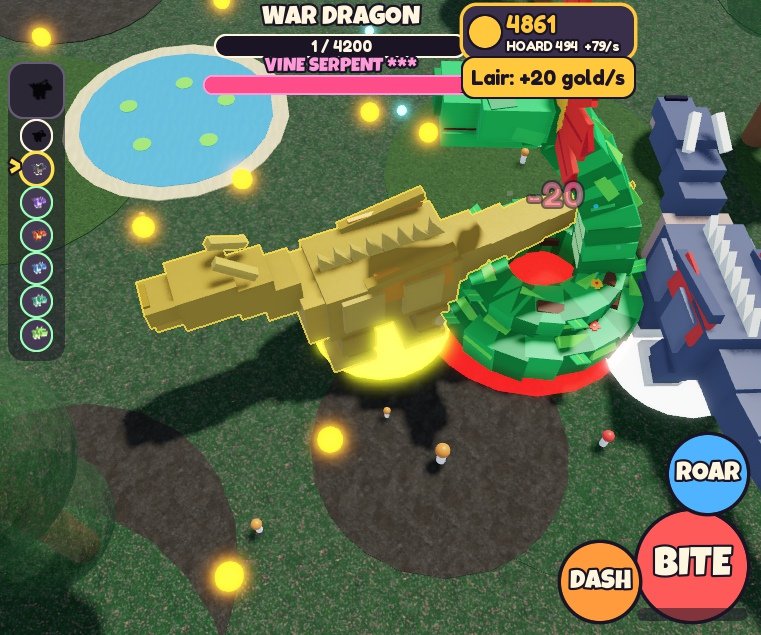 WAR DRAGON
1 / 4200
VINE SERPENT ***
4861
HOARD 494 +79/s
Lair: +20 gold/s
-20
ROAR
BITE
DASH